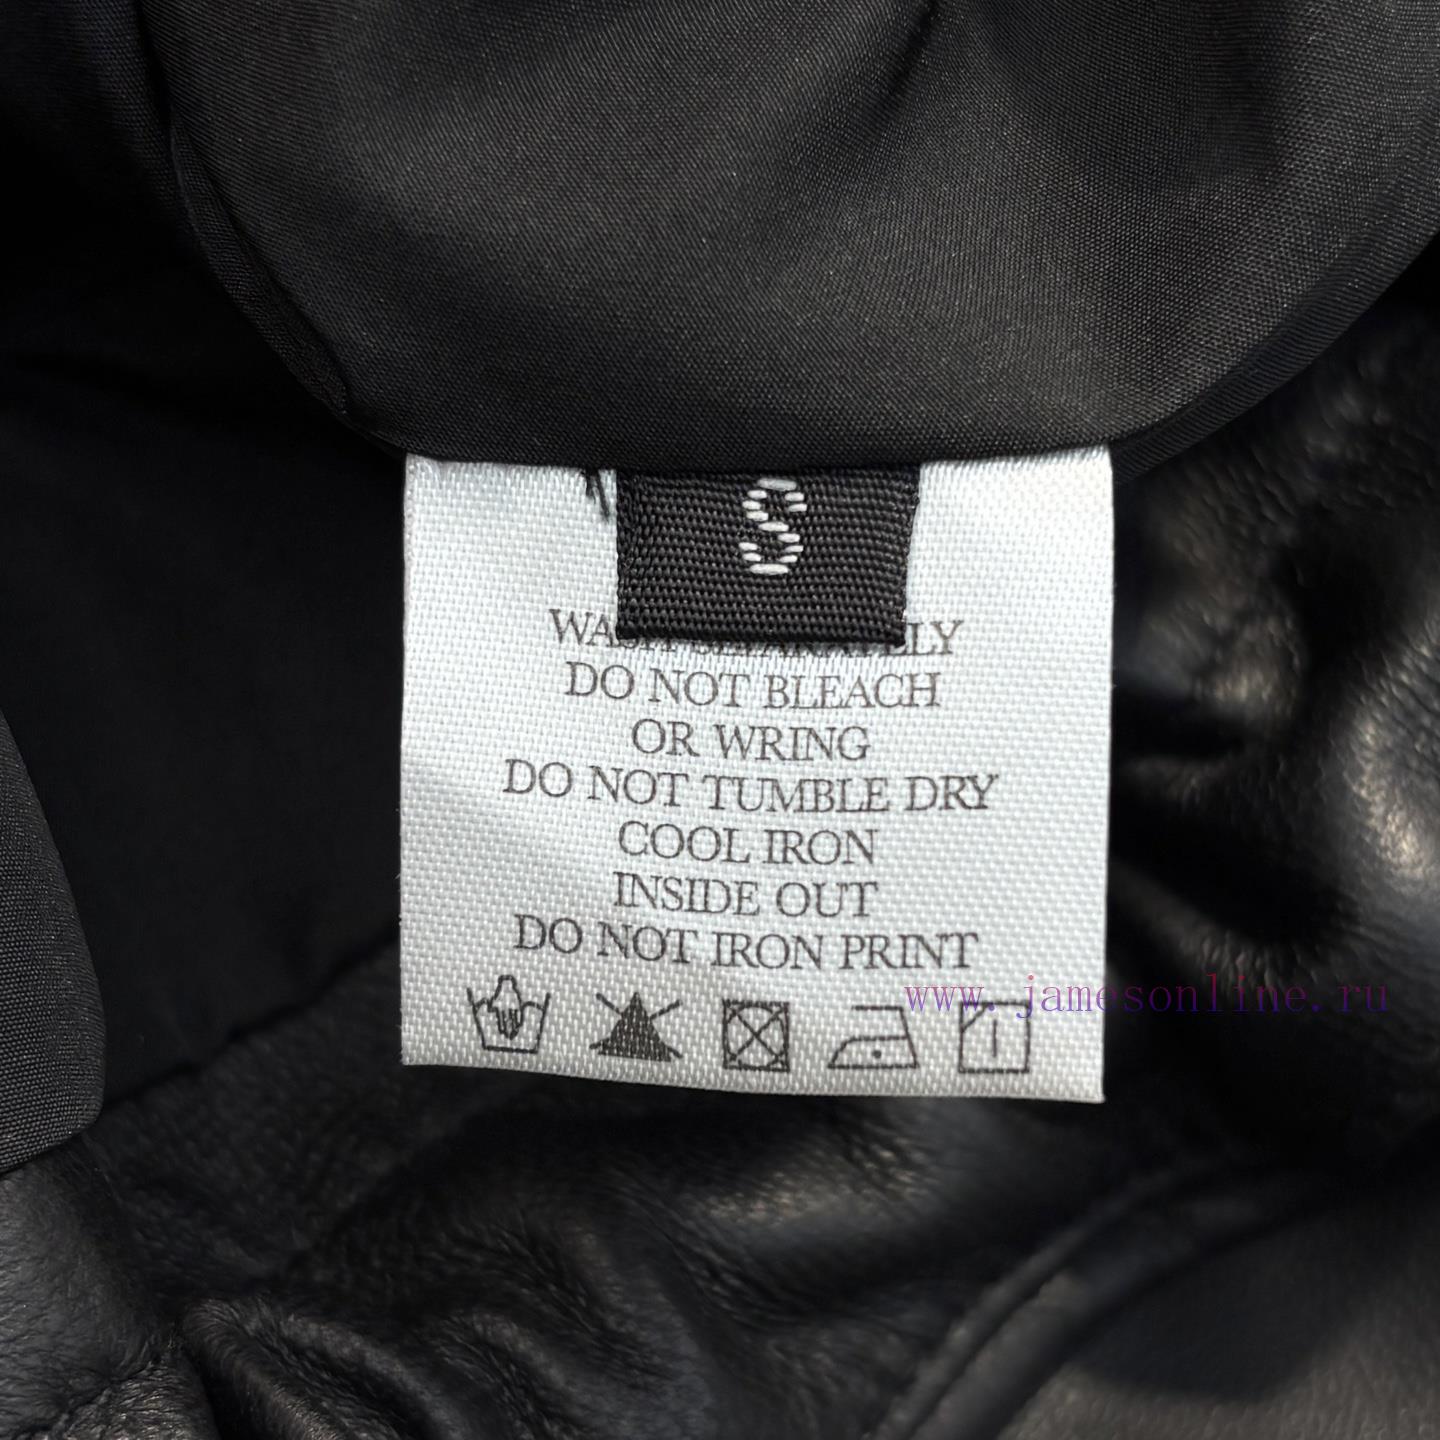 S
DO NOT BLEACH
OR WRING
DO NOT TUMBLE DRY
COOL IRON
INSIDE OUT
DO NOT IRON PRINT
www.jamesonline.ru